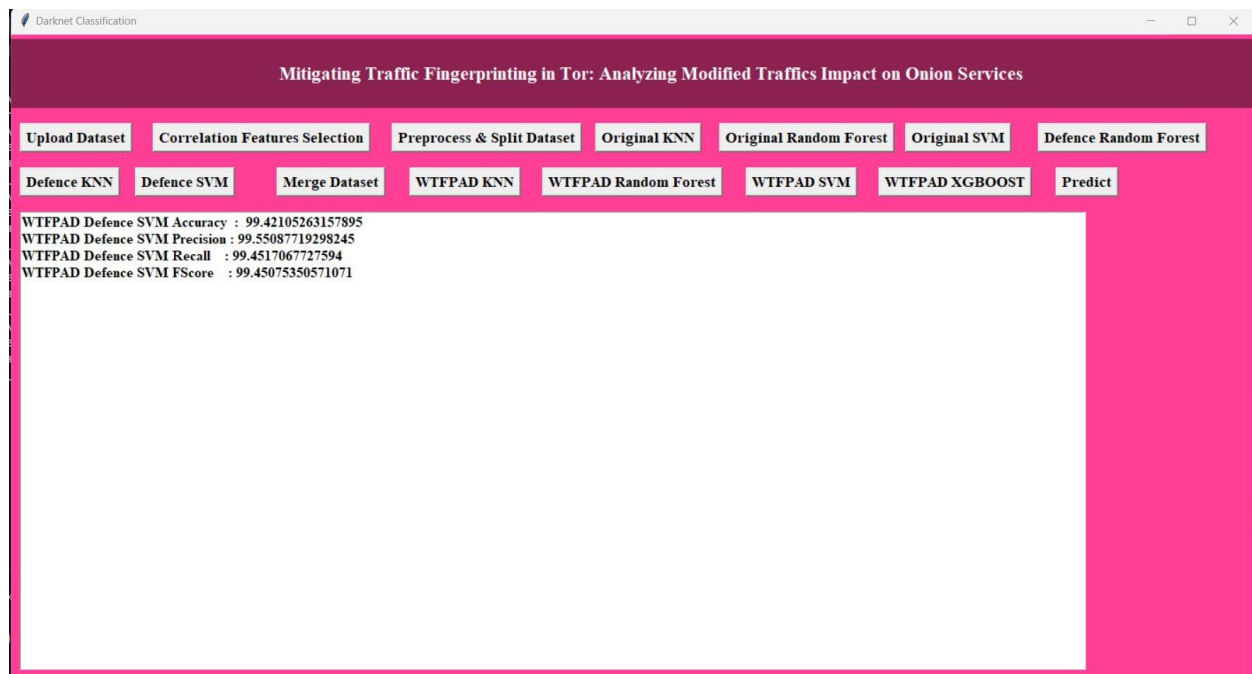 Darknet Classification
Mitigating Traffic Fingerprinting in Tor: Analyzing Modified Traffics Impact on Onion Services
Upload Dataset Correlation Features Selection Preprocess & Split Dataset Original KNN Original Random Forest Original SVM Defence Random Forest
Defence KNN Defence SVM Merge Dataset WTFPAD KNN WTFPAD Random Forest WTFPAD SVM WTFPAD XGBOOST Predict
WTFPAD Defence SVM Accuracy : 99.42105263157895
WTFPAD Defence SVM Precision : 99.55087719298245
WTFPAD Defence SVM Recall : 99.4517067727594
WTFPAD Defence SVM FScore : 99.45075350571071